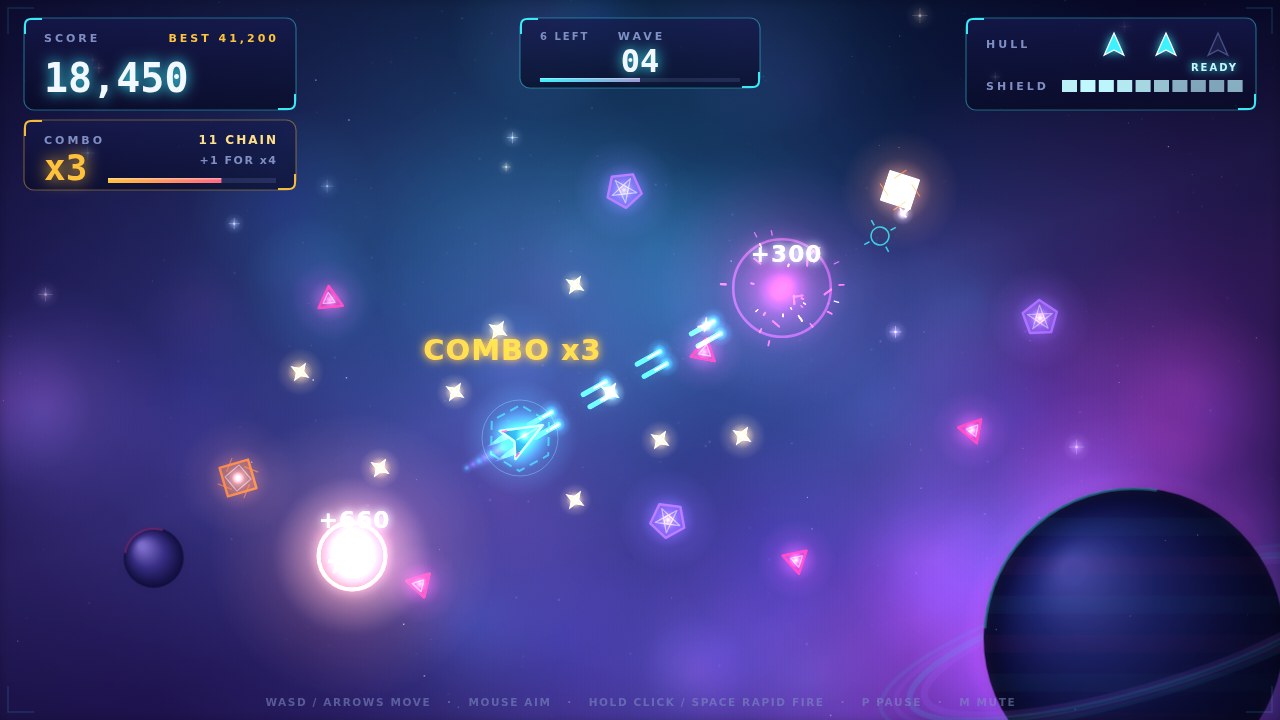 SCORE BEST 41,200
18,450
COMBO 11 CHAIN
x3 +1 FOR x4
6 LEFT WAVE
04
HULL
READY
SHIELD
+300
COMBO x3
+660
WASD / ARROWS MOVE · MOUSE AIM · HOLD CLICK / SPACE RAPID FIRE · P PAUSE · M MUTE